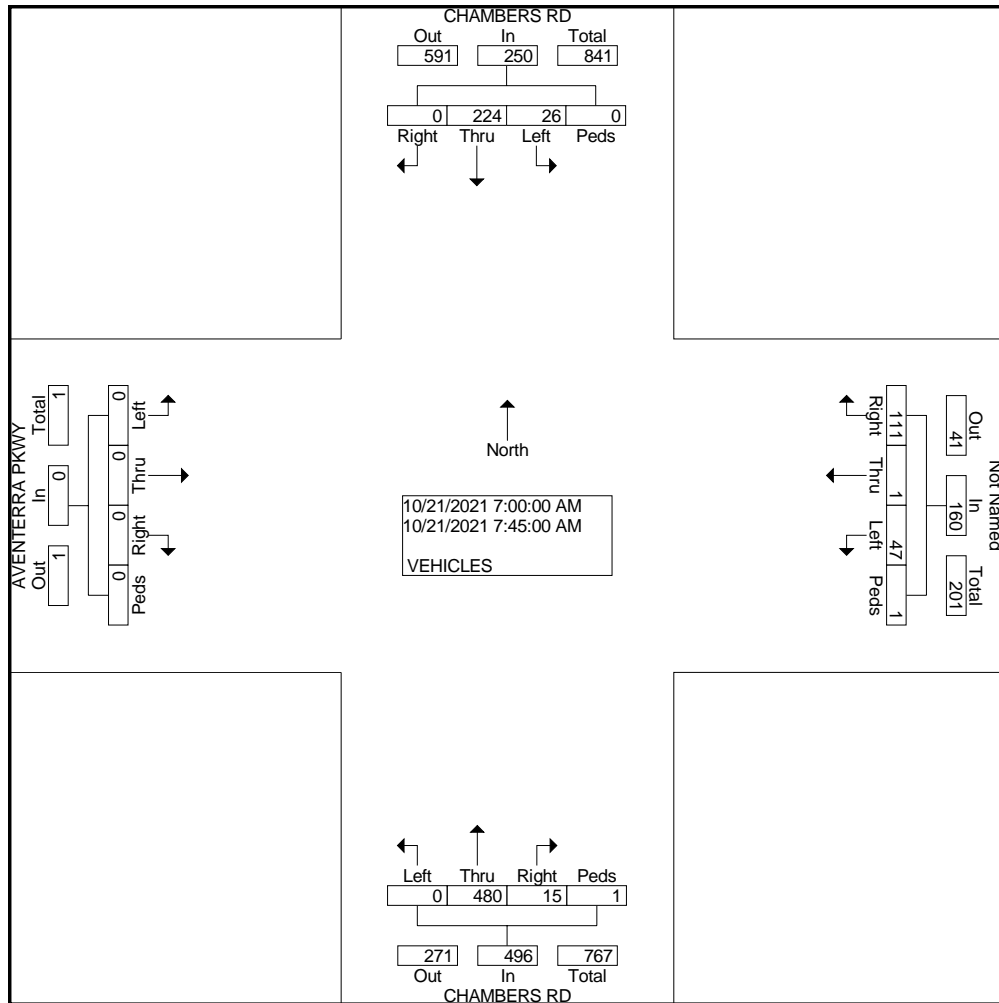 CHAMBERS RD
Out In Total
591 250 841
0 224 26 0
Right Thru Left Peds
AVENTERRA PKWY
Total In Out
1 0 1
0 0 0 0
Left Thru Right Peds
North
10/21/2021 7:00:00 AM
10/21/2021 7:45:00 AM
VEHICLES
Right Thru Left Peds
111 1 47 1
Out In Total
41 160 201
Not Named
Left Thru Right Peds
0 480 15 1
271 496 767
Out In Total
CHAMBERS RD